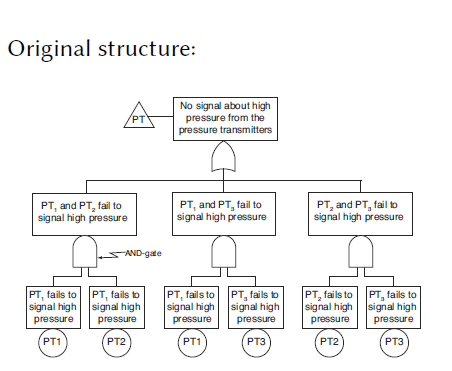 Original structure:
No signal about high
pressure from the
pressure transmitters
PT
PT₁ and PT₂ fail to
signal high pressure
PT₁ and PT₃ fail to
signal high pressure
PT₂ and PT₃ fail to
signal high pressure
AND-gate
PT₁ fails to
signal high
pressure
PT₁ fails to
signal high
pressure
PT₁ fails to
signal high
pressure
PT₃ fails to
signal high
pressure
PT₂ fails to
signal high
pressure
PT₃ fails to
signal high
pressure
PT1
PT2
PT1
PT3
PT2
PT3